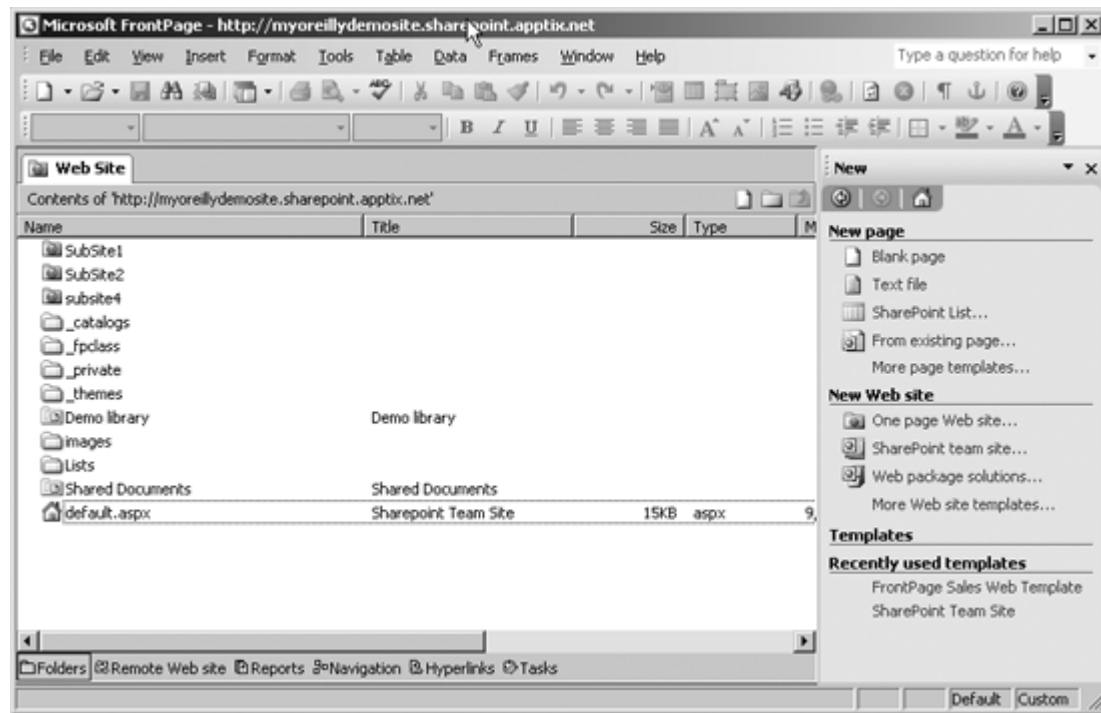 Microsoft FrontPage - http://myoreillydemosite.sharepoint.apptix.net
File Edit View Insert Format Tools Table Data Frames Window Help Type a question for help
B I U A A A
Web Site
New
Contents of 'http://myoreillydemosite.sharepoint.apptix.net'
Name Title Size Type M
New page
SubSite1
Blank page
SubSite2
Text file
subsite4
SharePoint List...
_catalogs
From existing page...
_fpclass
More page templates...
_private
New Web site
_themes
One page Web site...
Demo library Demo library
SharePoint team site...
images
Web package solutions...
Lists
More Web site templates...
Shared Documents Shared Documents
default.aspx Sharepoint Team Site 15KB aspx 9,
Templates
Recently used templates
FrontPage Sales Web Template
SharePoint Team Site
Folders Remote Web site Reports Navigation Hyperlinks Tasks
Default Custom